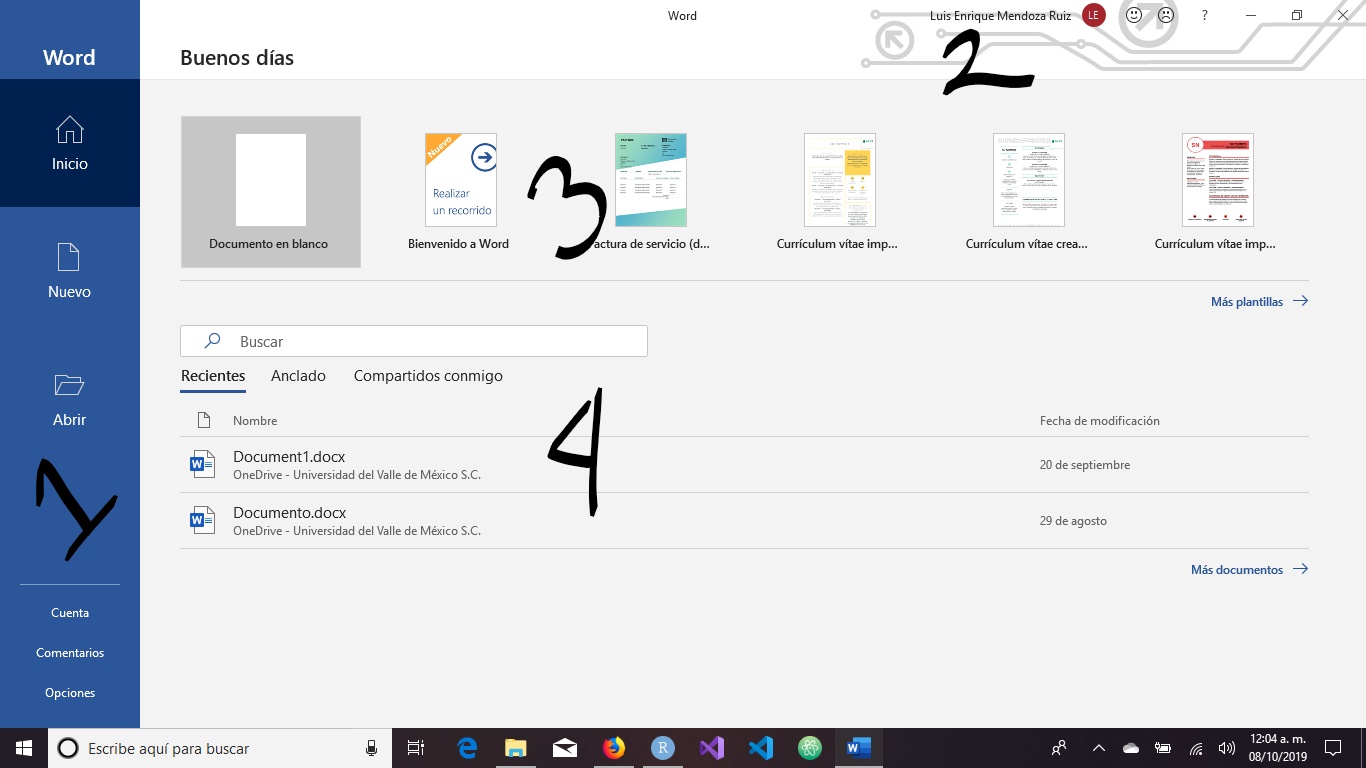 Word
Luis Enrique Mendoza Ruiz
LE
?
Word
Buenos días
2
Inicio
Nuevo
Abrir
1
Cuenta
Comentarios
Opciones
Nuevo
Realizar
un recorrido
3
FACTURA
SN
Documento en blanco
Bienvenido a Word
actura de servicio (d...
Currículum vítae imp...
Currículum vítae crea...
Currículum vítae imp...
Más plantillas
Buscar
Recientes
Anclado
Compartidos conmigo
4
Nombre
Fecha de modificación
Document1.docx
OneDrive - Universidad del Valle de México S.C.
20 de septiembre
Documento.docx
OneDrive - Universidad del Valle de México S.C.
29 de agosto
Más documentos
Escribe aquí para buscar
12:04 a. m.
08/10/2019